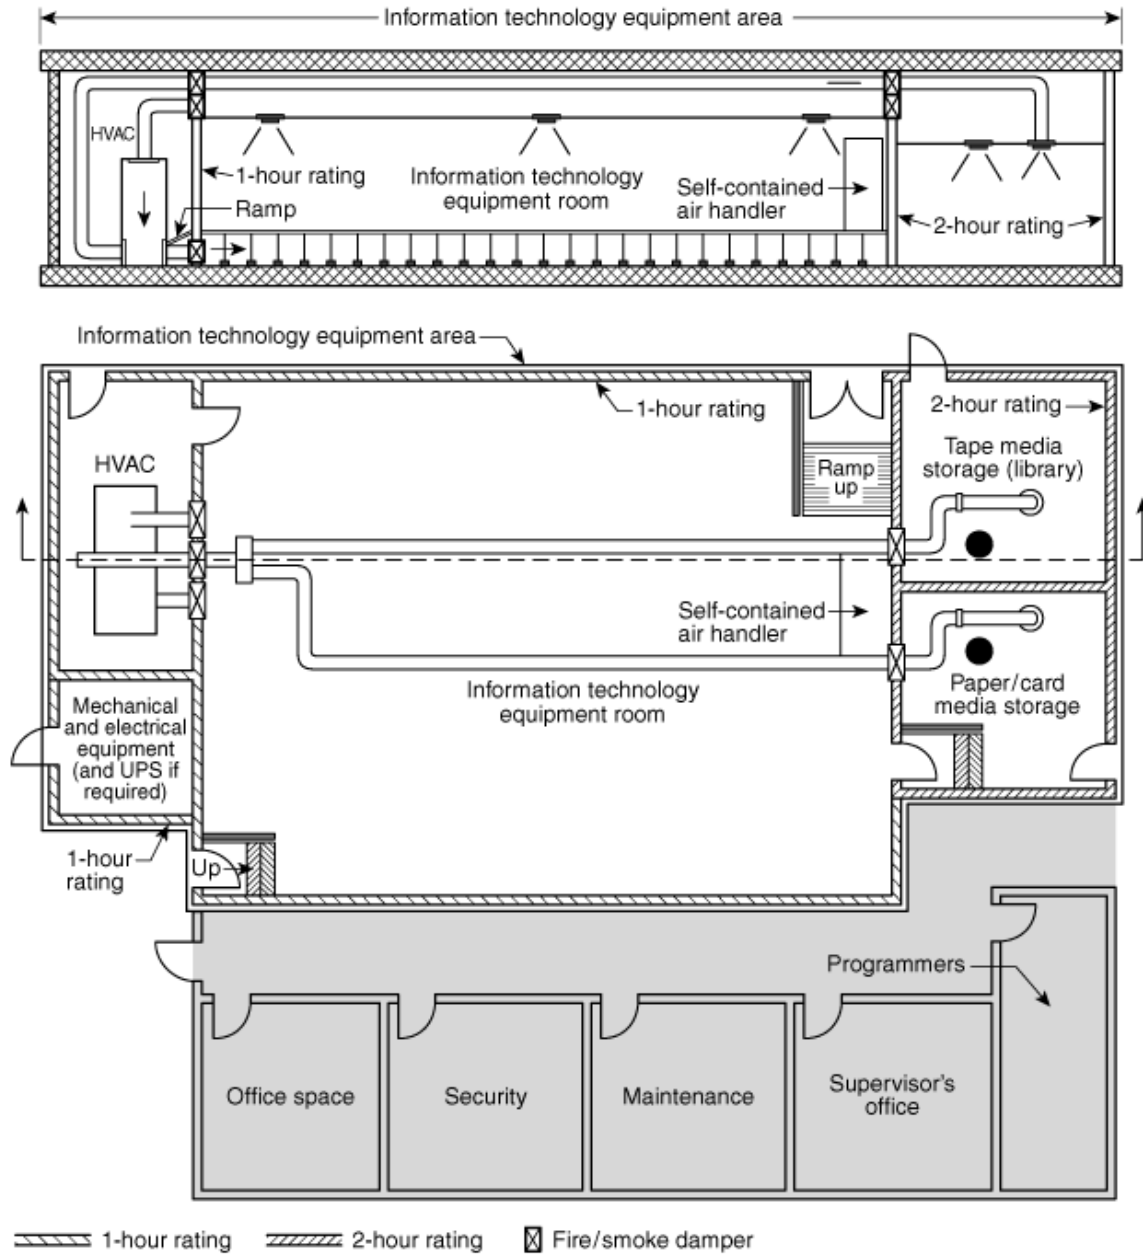 Information technology equipment area
HVAC
1-hour rating
Ramp
Information technology
equipment room
Self-contained
air handler
2-hour rating
Information technology equipment area
1-hour rating
2-hour rating
HVAC
Tape media
storage (library)
Ramp
up
Self-contained
air handler
Information technology
equipment room
Paper/card
media storage
Mechanical
and electrical
equipment
(and UPS if
required)
1-hour
rating
Up
Programmers
Office space
Security
Maintenance
Supervisor's
office
1-hour rating
2-hour rating
Fire/smoke damper